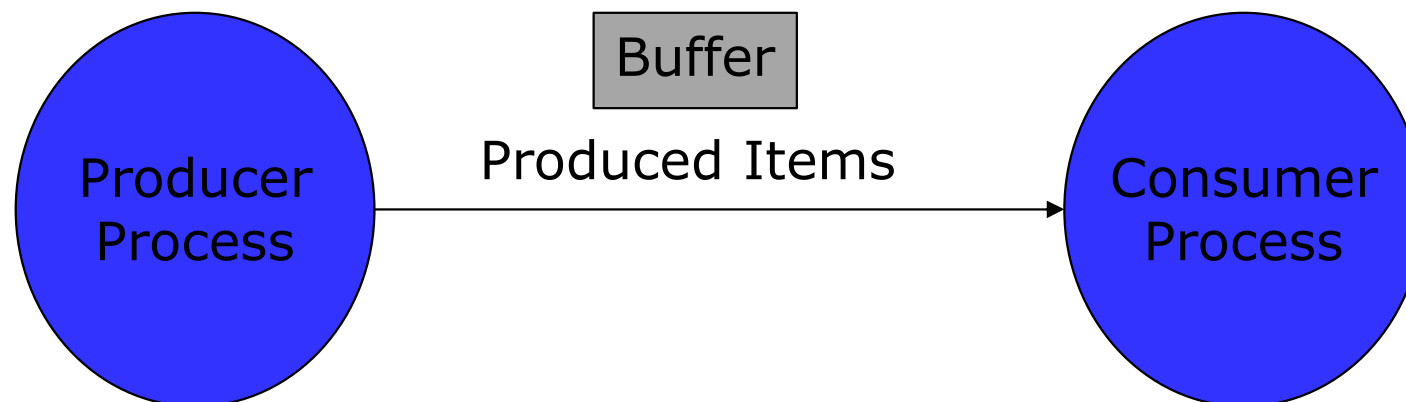 Buffer
Produced Items
Producer
Process
Consumer
Process